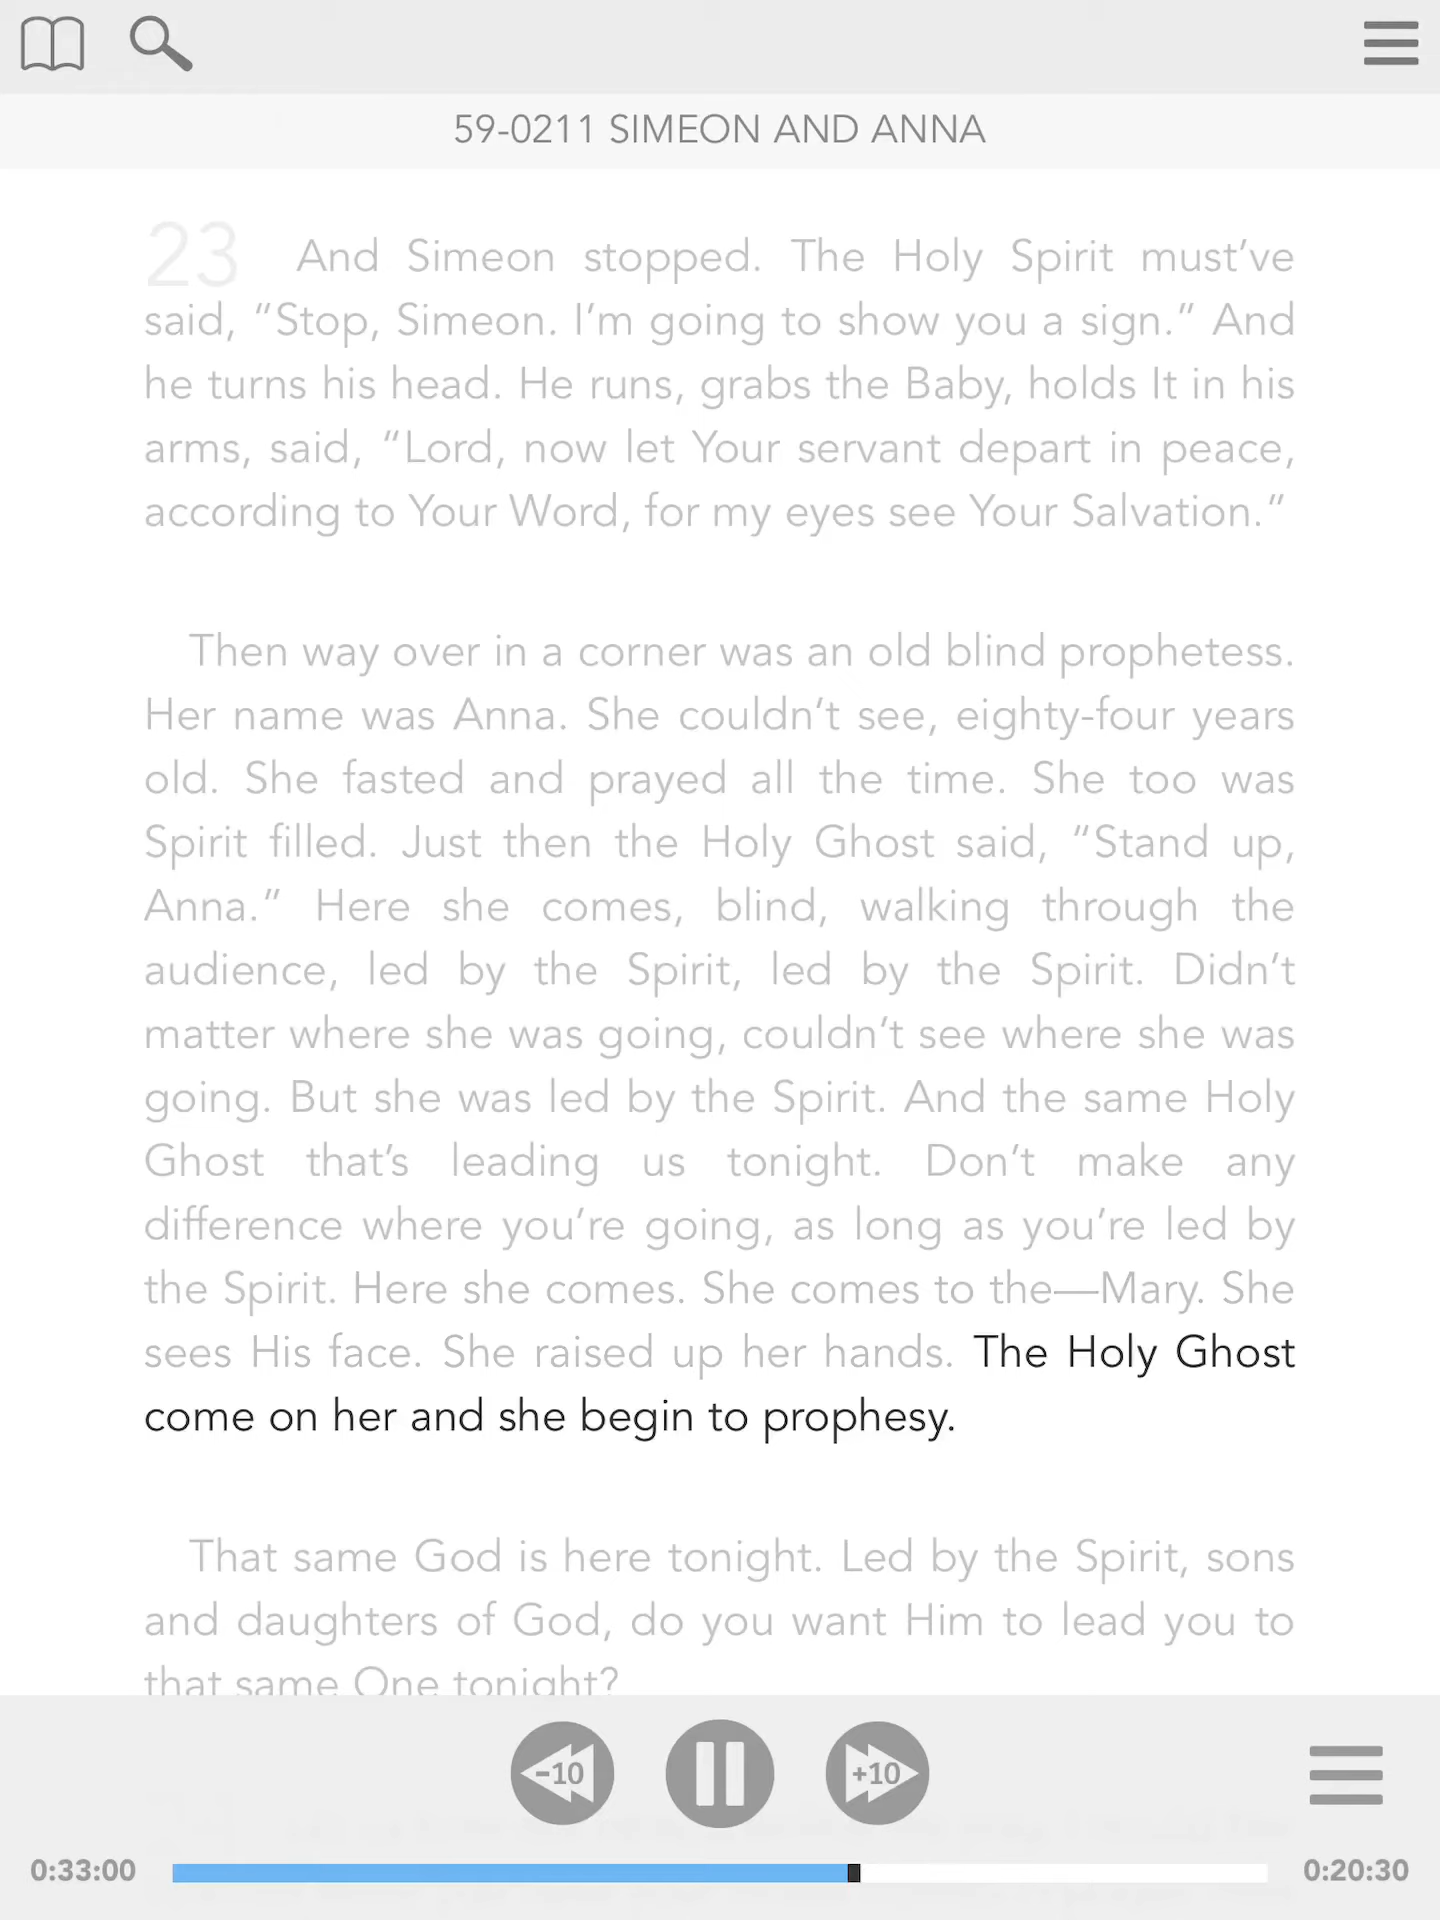 59-0211 SIMEON AND ANNA
23 And Simeon stopped. The Holy Spirit must’ve
said, “Stop, Simeon. I’m going to show you a sign.” And
he turns his head. He runs, grabs the Baby, holds It in his
arms, said, “Lord, now let Your servant depart in peace,
according to Your Word, for my eyes see Your Salvation.”
Then way over in a corner was an old blind prophetess.
Her name was Anna. She couldn’t see, eighty-four years
old. She fasted and prayed all the time. She too was
Spirit filled. Just then the Holy Ghost said, “Stand up,
Anna.” Here she comes, blind, walking through the
audience, led by the Spirit, led by the Spirit. Didn’t
matter where she was going, couldn’t see where she was
going. But she was led by the Spirit. And the same Holy
Ghost that’s leading us tonight. Don’t make any
difference where you’re going, as long as you’re led by
the Spirit. Here she comes. She comes to the—Mary. She
sees His face. She raised up her hands. The Holy Ghost
come on her and she begin to prophesy.
That same God is here tonight. Led by the Spirit, sons
and daughters of God, do you want Him to lead you to
that same One tonight?
-10 +10
0:33:00 0:20:30